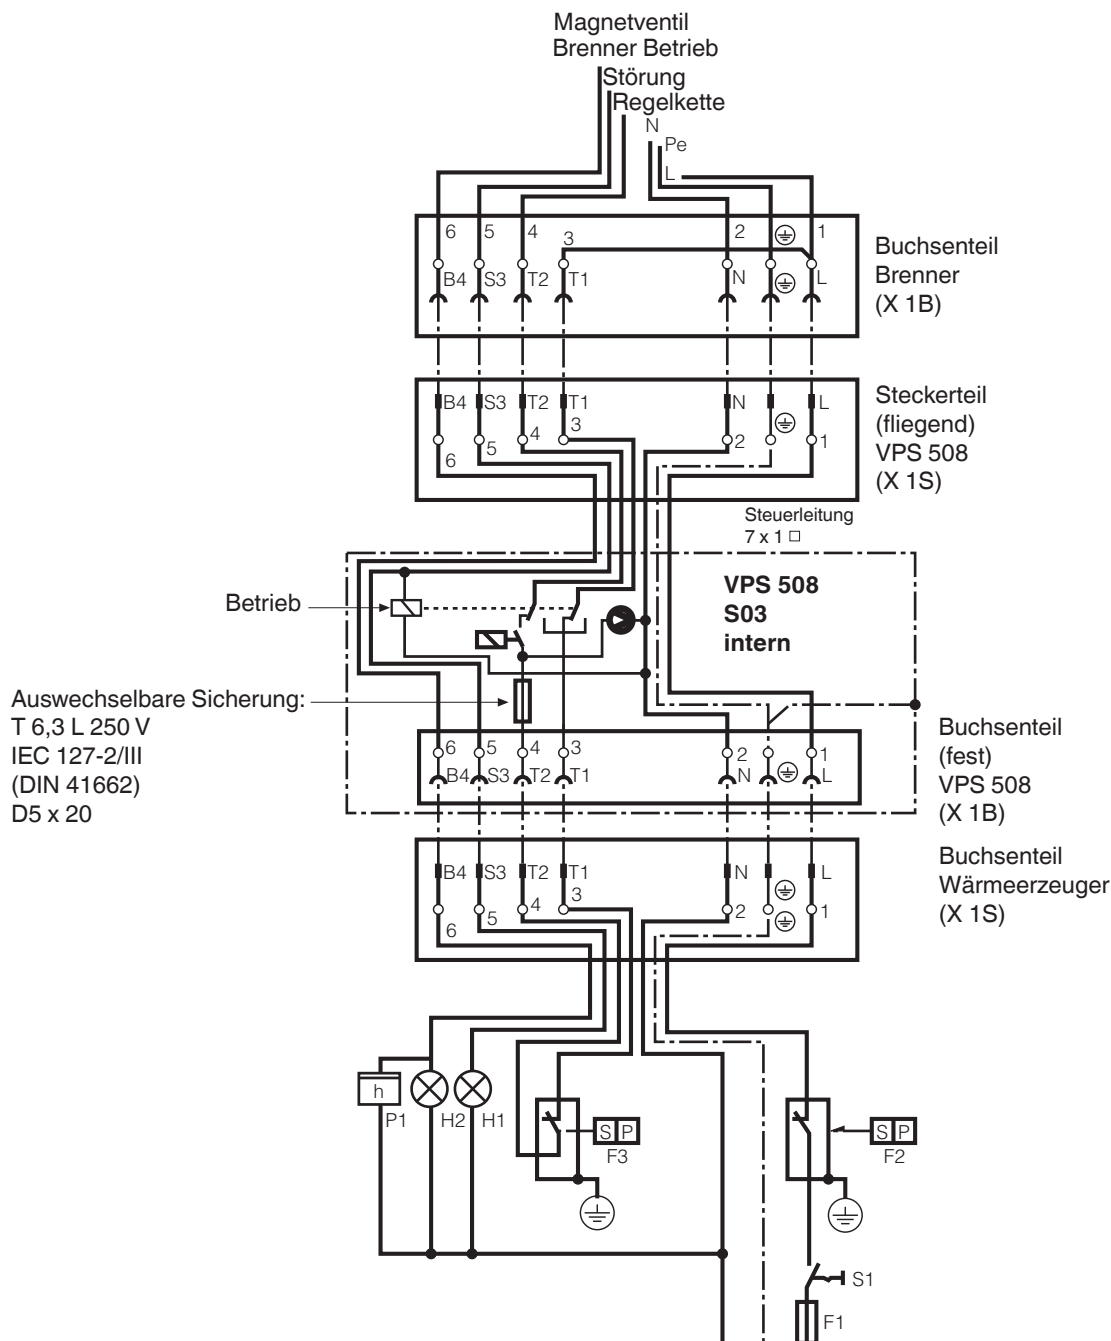 Magnetventil
Brenner Betrieb
Störung
Regelkette
N
Pe
L
6 5 4 3 2 1
B4 S3 T2 T1 N L
Buchsenteil
Brenner
(X 1B)
B4 S3 T2 T1 N L
6 5 4 3 2 1
Steckerteil
(fliegend)
VPS 508
(X 1S)
Steuerleitung
7 x 1 □
VPS 508
S03
intern
Betrieb
Auswechselbare Sicherung:
T 6,3 L 250 V
IEC 127-2/III
(DIN 41662)
D5 x 20
6 5 4 3 2 1
B4 S3 T2 T1 N L
Buchsenteil
(fest)
VPS 508
(X 1B)
B4 S3 T2 T1 N L
6 5 4 3 2 1
Buchsenteil
Wärmeerzeuger
(X 1S)
h
P1 H2 H1
S P
F3
S P
F2
S1
F1